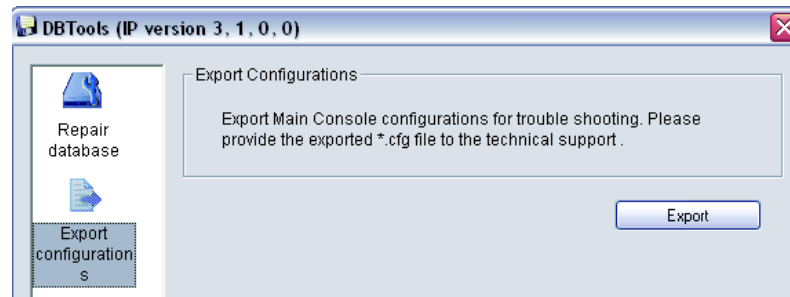 DBTools (IP version 3, 1, 0, 0)
Repair
database
Export
configuration
s
Export Configurations
Export Main Console configurations for trouble shooting. Please
provide the exported *.cfg file to the technical support .
Export